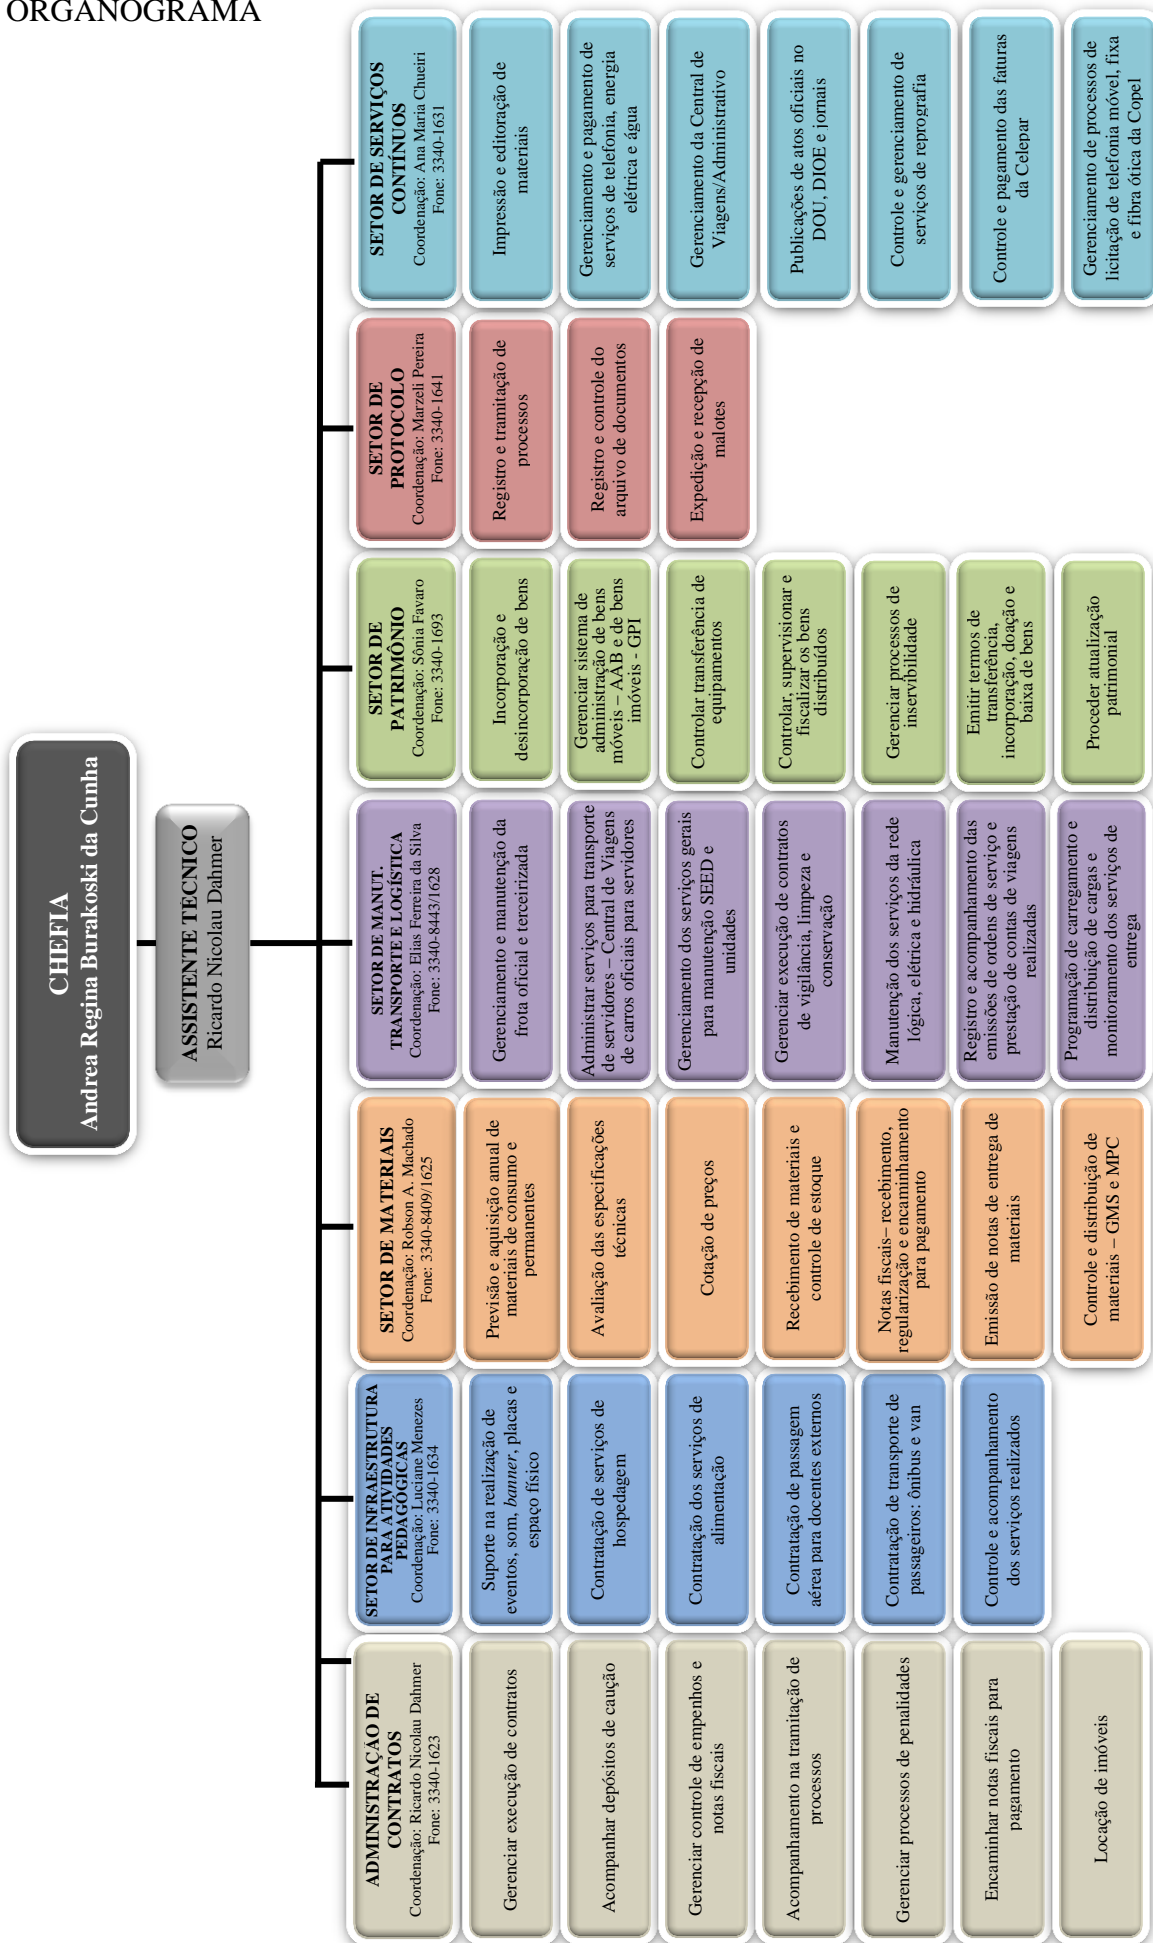 ORGANOGRAMA
CHEFIA
Andrea Regina Burakoski da Cunha
ASSISTENTE TÉCNICO
Ricardo Nicolau Dahmer
ADMINISTRAÇÃO DE
CONTRATOS
Coordenação: Ricardo Nicolau Dahmer
Fone: 3340-1623
Gerenciar execução de contratos
Acompanhar depósitos de caução
Gerenciar controle de empenhos e
notas fiscais
Acompanhamento na tramitação de
processos
Gerenciar processos de penalidades
Encaminhar notas fiscais para
pagamento
Locação de imóveis
SETOR DE INFRAESTRUTURA
PARA ATIVIDADES
PEDAGÓGICAS
Coordenação: Luciane Menezes
Fone: 3340-1634
Suporte na realização de
eventos, som, banner, placas e
espaço físico
Contratação de serviços de
hospedagem
Contratação dos serviços de
alimentação
Contratação de passagem
aérea para docentes externos
Contratação de transporte de
passageiros: ônibus e van
Controle e acompanhamento
dos serviços realizados
SETOR DE MATERIAIS
Coordenação: Robson A. Machado
Fone: 3340-8409/1625
Previsão e aquisição anual de
materiais de consumo e
permanentes
Avaliação das especificações
técnicas
Cotação de preços
Recebimento de materiais e
controle de estoque
Notas fiscais– recebimento,
regularização e encaminhamento
para pagamento
Emissão de notas de entrega de
materiais
Controle e distribuição de
materiais – GMS e MPC
SETOR DE MANUT.
TRANSPORTE E LOGÍSTICA
Coordenação: Elias Ferreira da Silva
Fone: 3340-8443/1628
Gerenciamento e manutenção da
frota oficial e terceirizada
Administrar serviços para transporte
de servidores – Central de Viagens
de carros oficiais para servidores
Gerenciamento dos serviços gerais
para manutenção SEED e
unidades
Gerenciar execução de contratos
de vigilância, limpeza e
conservação
Manutenção dos serviços da rede
lógica, elétrica e hidráulica
Registro e acompanhamento das
emissões de ordens de serviço e
prestação de contas de viagens
realizadas
Programação de carregamento e
distribuição de cargas e
monitoramento dos serviços de
entrega
SETOR DE
PATRIMÔNIO
Coordenação: Sônia Favaro
Fone: 3340-1693
Incorporação e
desincorporação de bens
Gerenciar sistema de
administração de bens
móveis – AAB e de bens
imóveis - GPI
Controlar transferência de
equipamentos
Controlar, supervisionar e
fiscalizar os bens
distribuídos
Gerenciar processos de
inservibilidade
Emitir termos de
transferência,
incorporação, doação e
baixa de bens
Proceder atualização
patrimonial
SETOR DE
PROTOCOLO
Coordenação: Marzeli Pereira
Fone: 3340-1641
Registro e tramitação de
processos
Registro e controle do
arquivo de documentos
Expedição e recepção de
malotes
SETOR DE SERVIÇOS
CONTÍNUOS
Coordenação: Ana Maria Chueiri
Fone: 3340-1631
Impressão e editoração de
materiais
Gerenciamento e pagamento de
serviços de telefonia, energia
elétrica e água
Gerenciamento da Central de
Viagens/Administrativo
Publicações de atos oficiais no
DOU, DIOE e jornais
Controle e gerenciamento de
serviços de reprografia
Controle e pagamento das faturas
da Celepar
Gerenciamento de processos de
licitação de telefonia móvel, fixa
e fibra ótica da Copel